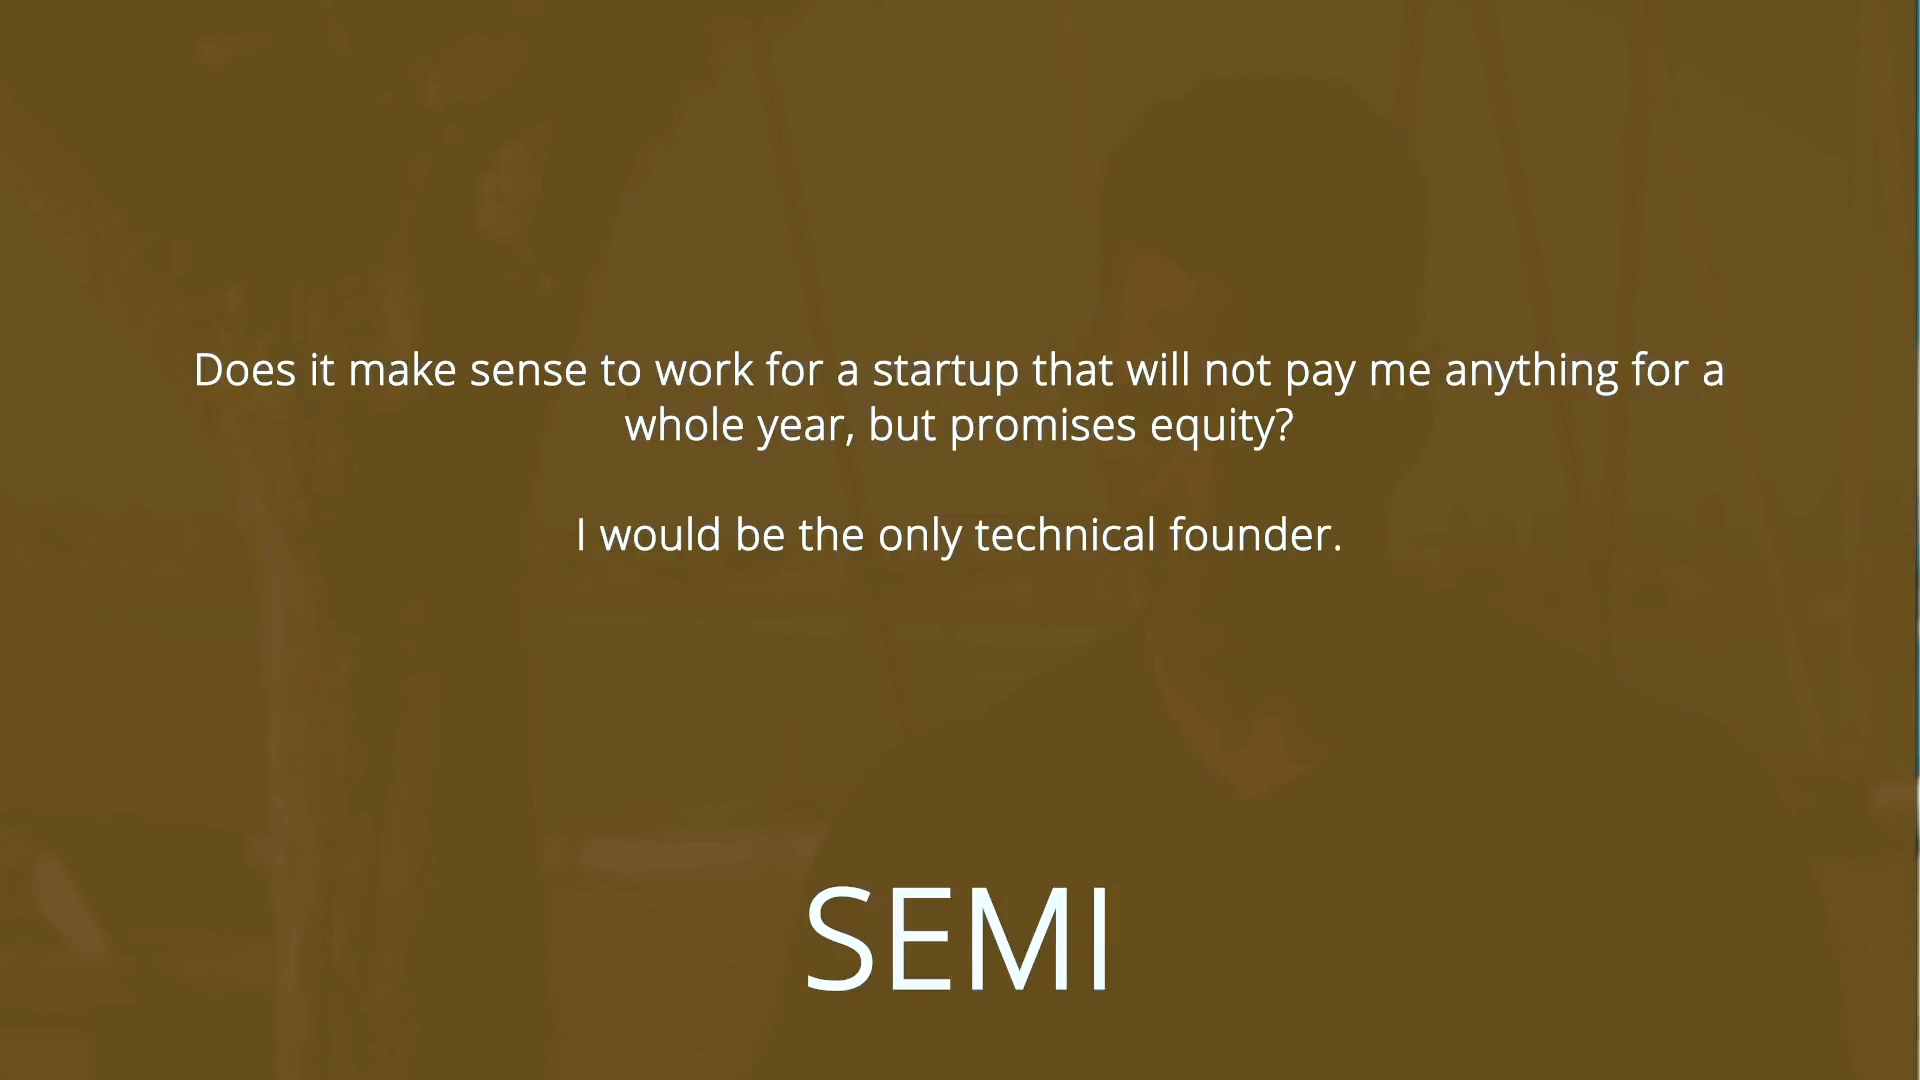 Does it make sense to work for a startup that will not pay me anything for a
whole year, but promises equity?
I would be the only technical founder.
SEMI